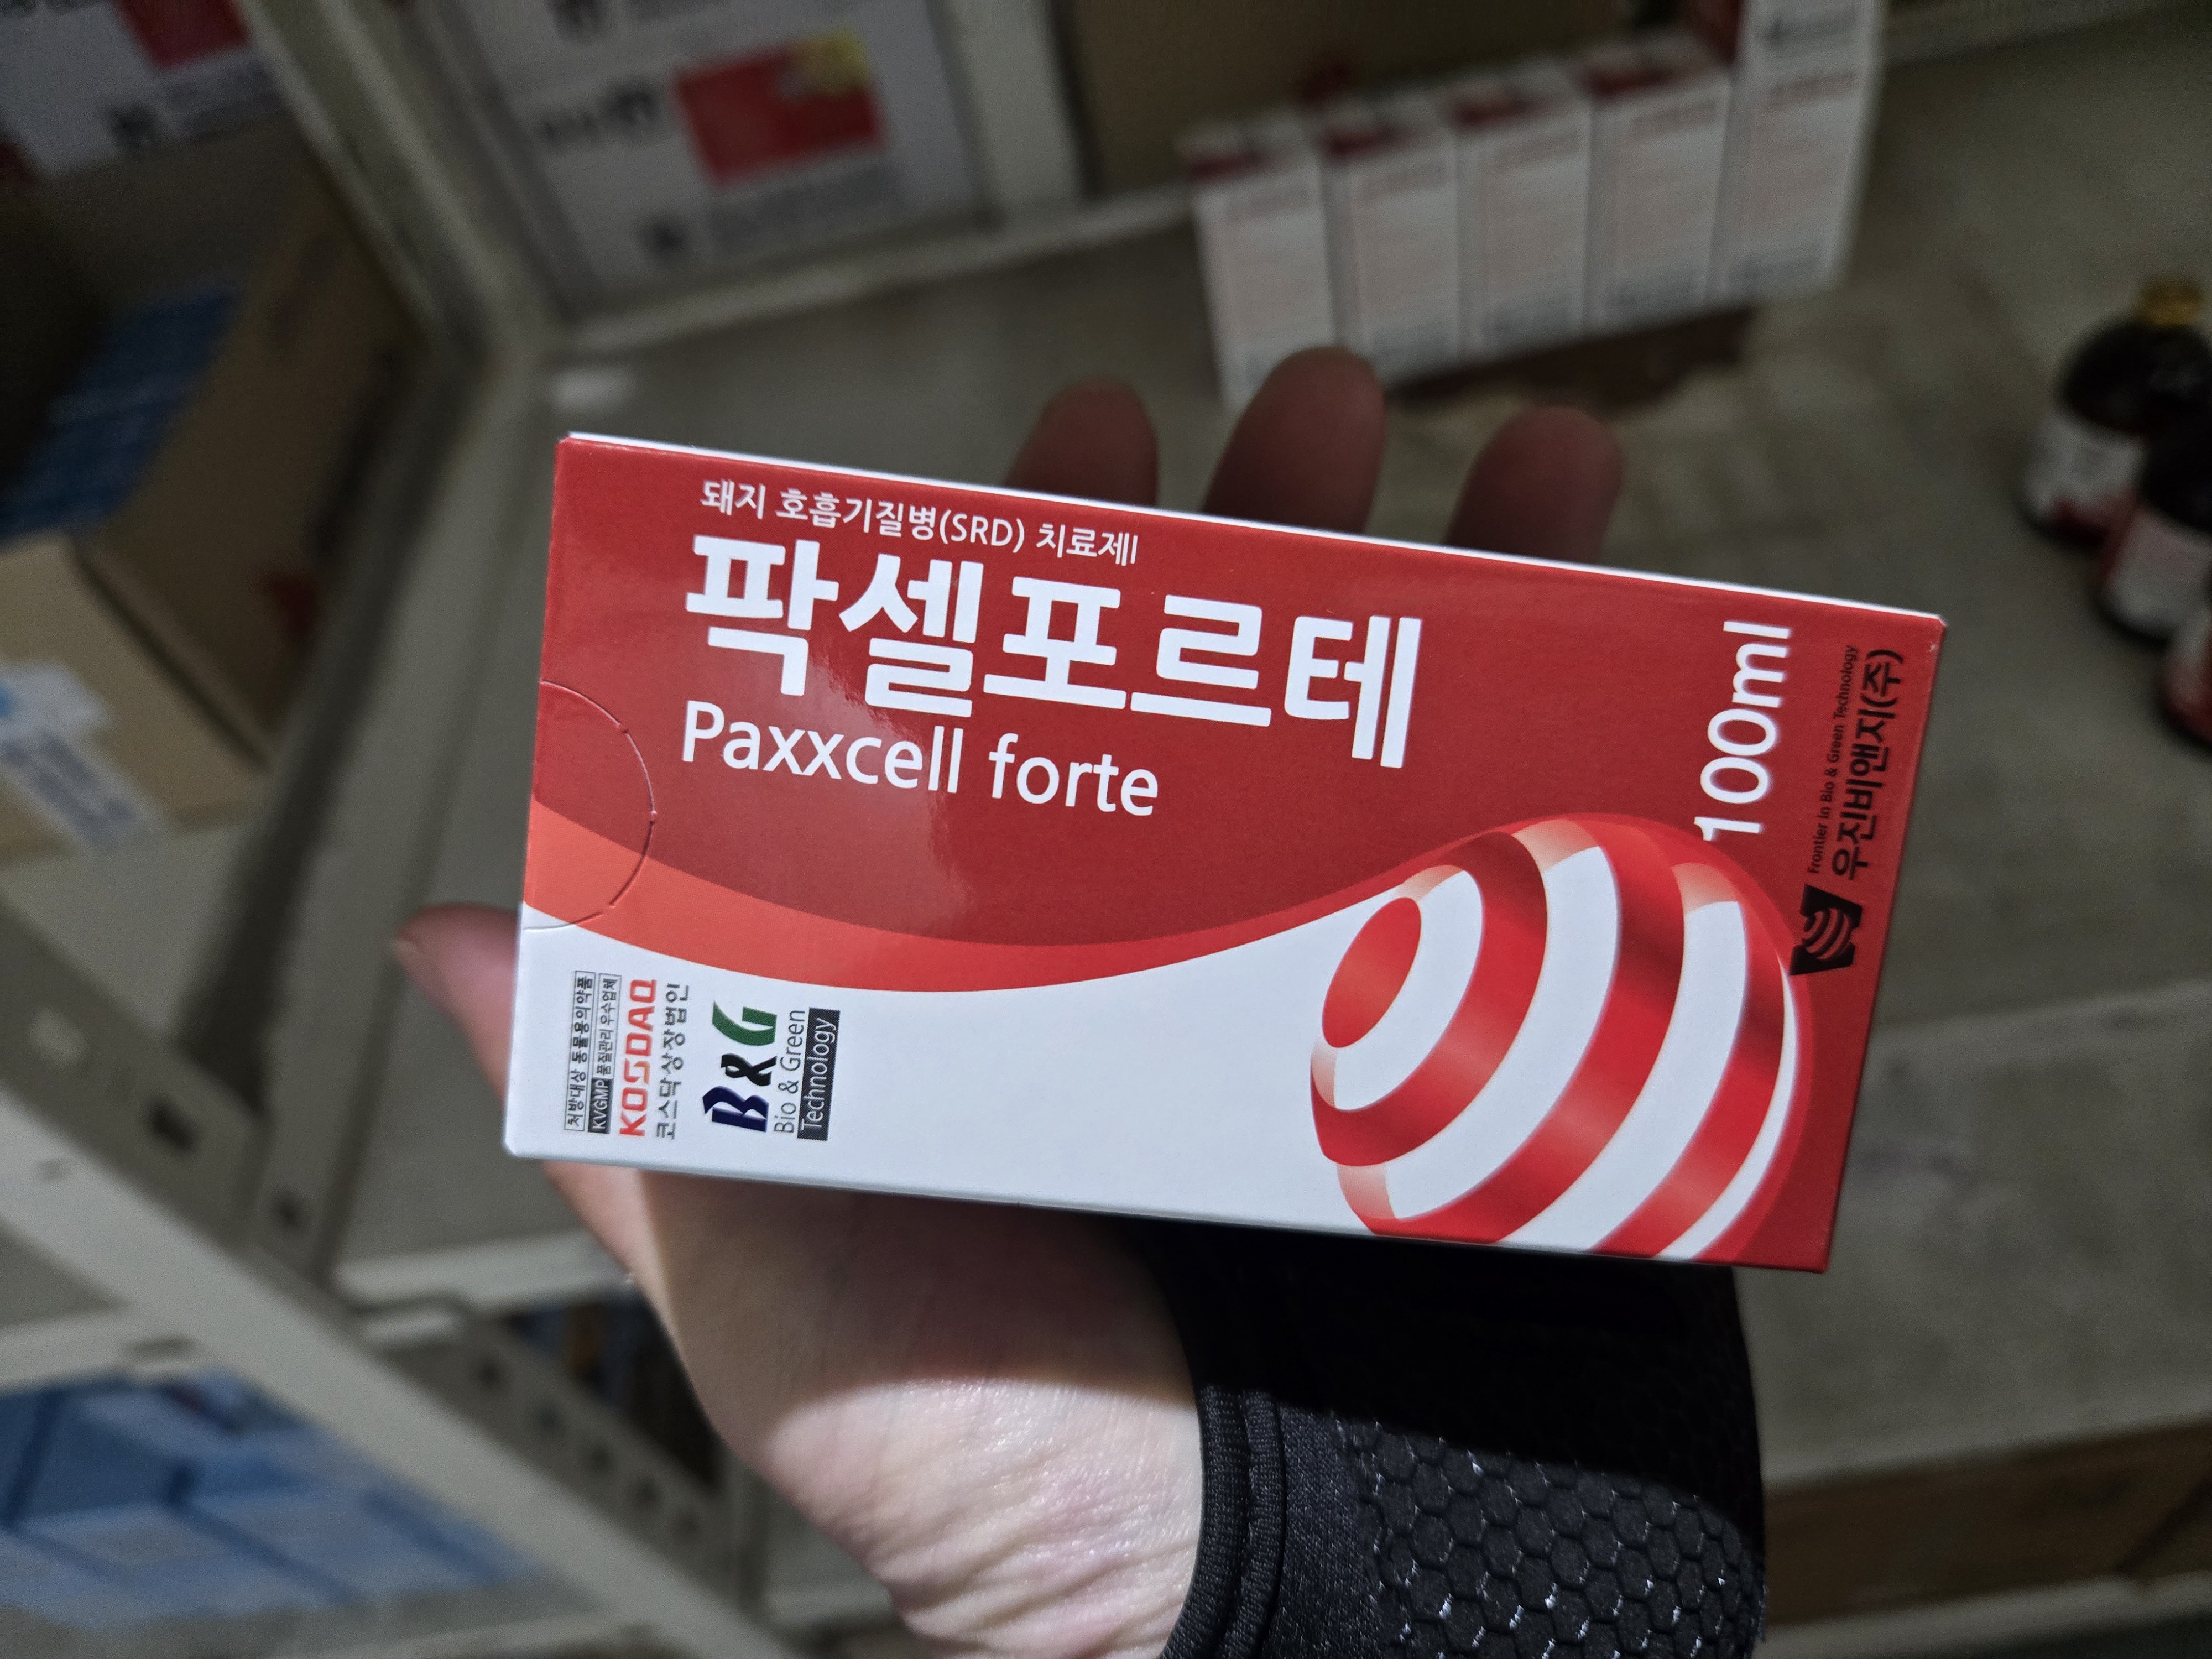 돼지 호흡기질병(SRD) 치료제!
팍셀포르테
Paxxcell forte
100ml
Frontier in Bio & Green Technology
우진비앤지(주)
처방대상 동물용의약품
KVGMP 품질관리 우수업체
KOSDAQ
코스닥상장법인
B&G
Bio & Green
Technology